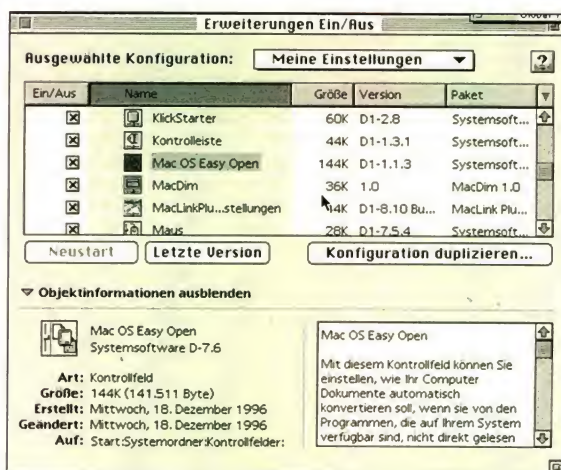 Erweiterungen Ein/Aus
Ausgewählte Konfiguration: Meine Einstellungen
Ein/Aus Name Größe Version Paket
KlickStarter 60K D1-2.8 Systemsoft...
Kontrolleiste 44K D1-1.3.1 Systemsoft...
Mac OS Easy Open 144K D1-1.1.3 Systemsoft...
MacDim 36K 1.0 MacDim 1.0
MacLinkPlu...stellungen 44K D1-8.10 Bu... MacLink Plu...
Maus 28K D1-7.5.4 Systemsoft...
Neustart Letzte Version Konfiguration duplizieren...
Objektinformationen ausblenden
Mac OS Easy Open
Systemsoftware D-7.6
Art: Kontrollfeld
Größe: 144K (141.511 Byte)
Erstellt: Mittwoch, 18. Dezember 1996
Geändert: Mittwoch, 18. Dezember 1996
Auf: Start:Systemordner:Kontrollfelder:
Mac OS Easy Open
Mit diesem Kontrollfeld können Sie
einstellen, wie Ihr Computer
Dokumente automatisch
konvertieren soll, wenn sie von den
Programmen, die auf Ihrem System
verfügbar sind, nicht direkt gelesen